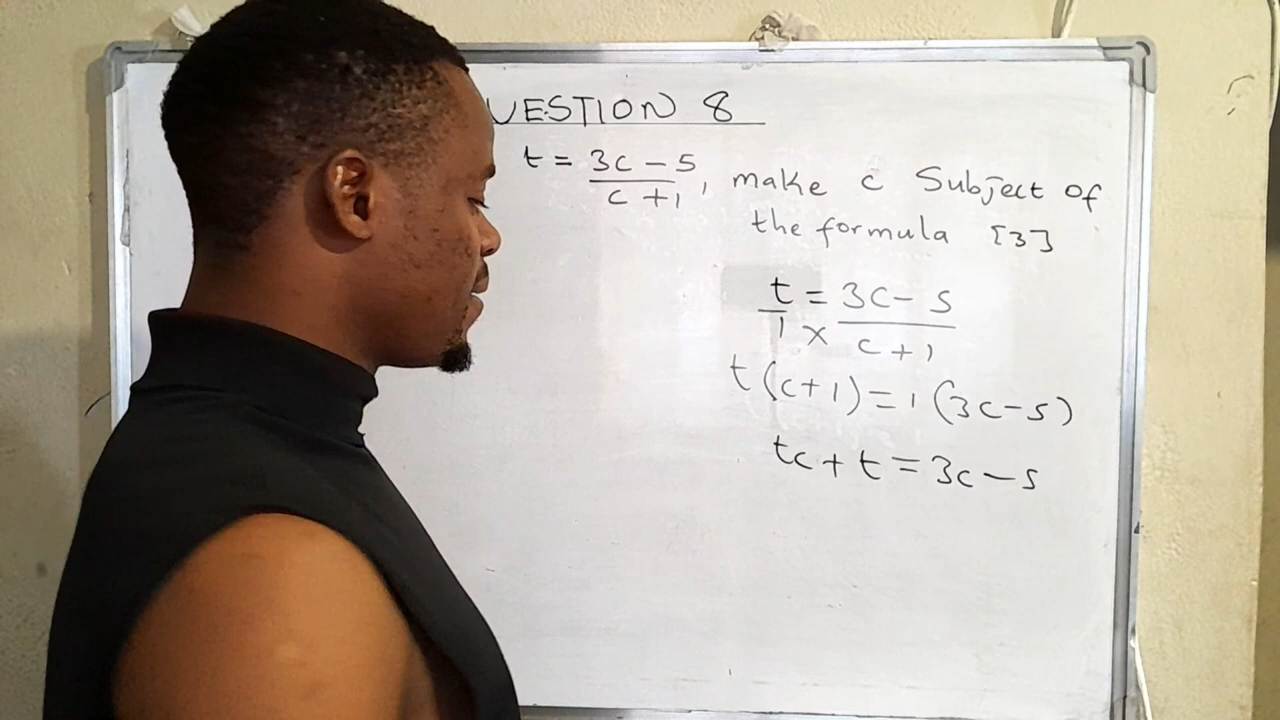 UESTION 8
t = 3c - 5
c + 1 , make c Subject of
the formula [3]
t = 3c - 5
1 x c + 1
t(c+1) = 1(3c-5)
tc + t = 3c - 5